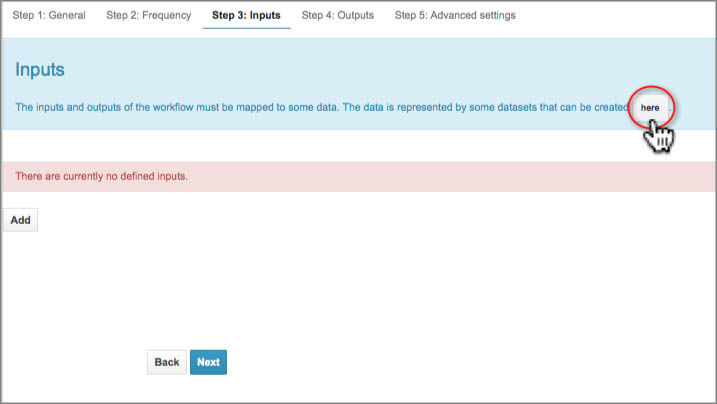 Step 1: General Step 2: Frequency Step 3: Inputs Step 4: Outputs Step 5: Advanced settings
Inputs
The inputs and outputs of the workflow must be mapped to some data. The data is represented by some datasets that can be created here.
There are currently no defined inputs.
Add
Back Next